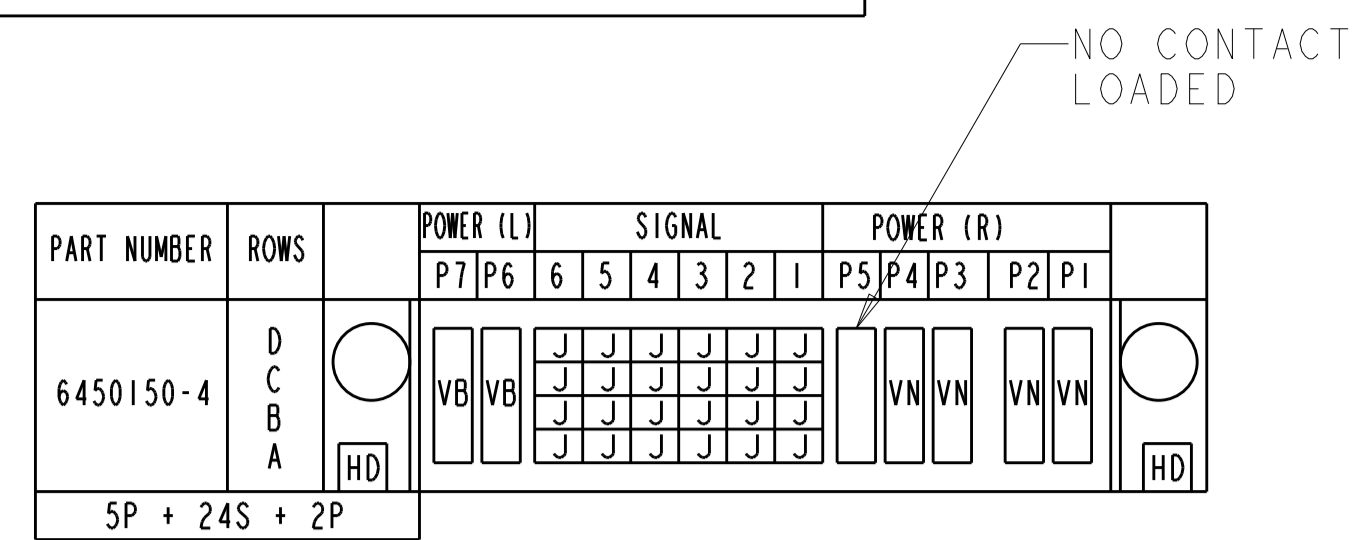 NO CONTACT
LOADED
PART NUMBER ROWS POWER (L) SIGNAL POWER (R)
P7 P6 6 5 4 3 2 1 P5 P4 P3 P2 P1
6450150-4
D
C
B
A
HD
VB VB
J J J J J J
J J J J J J
J J J J J J
J J J J J J
VN VN VN VN
HD
5P + 24S + 2P